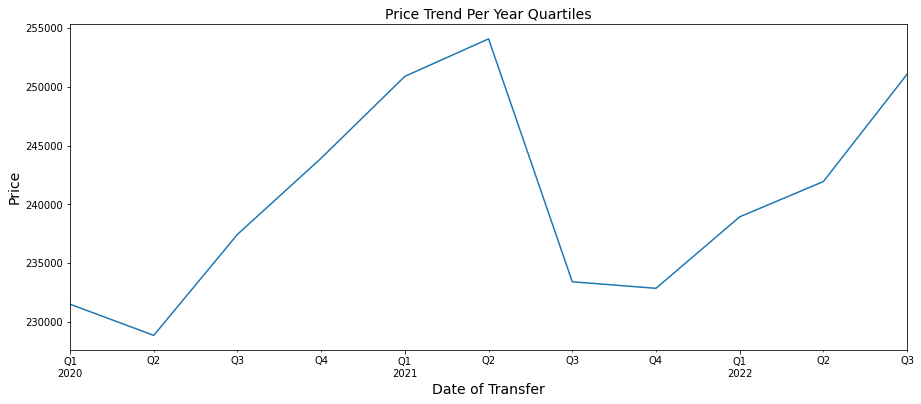 Price Trend Per Year Quartiles
255000
250000
245000
240000
235000
230000
Price
Q1 Q2 Q3 Q4 Q1 Q2 Q3 Q4 Q1 Q2 Q3
2020 2021 2022
Date of Transfer